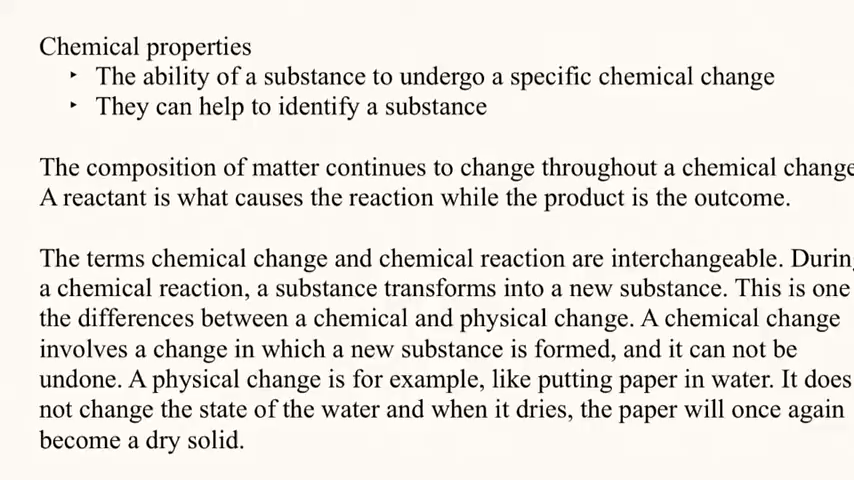 Chemical properties
‣ The ability of a substance to undergo a specific chemical change
‣ They can help to identify a substance
The composition of matter continues to change throughout a chemical change
A reactant is what causes the reaction while the product is the outcome.
The terms chemical change and chemical reaction are interchangeable. Durin
a chemical reaction, a substance transforms into a new substance. This is one
the differences between a chemical and physical change. A chemical change
involves a change in which a new substance is formed, and it can not be
undone. A physical change is for example, like putting paper in water. It does
not change the state of the water and when it dries, the paper will once again
become a dry solid.